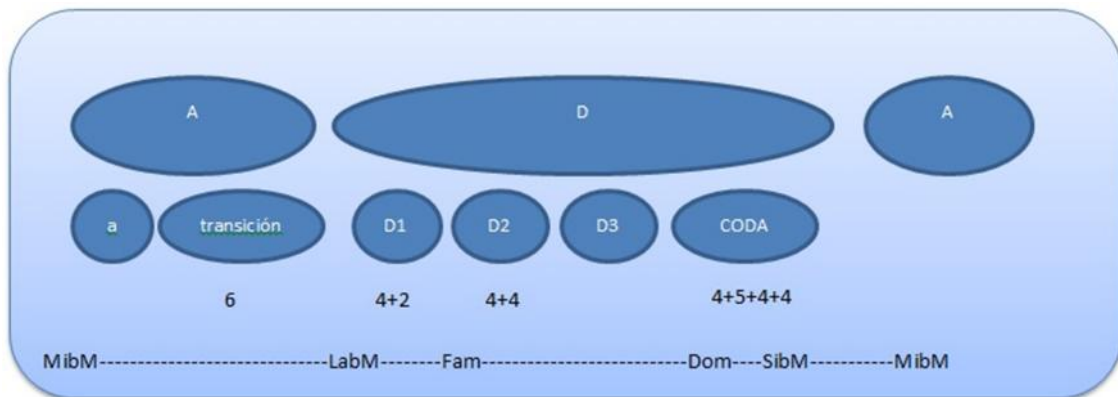 A D A
a transición D1 D2 D3 CODA
6 4+2 4+4 4+5+4+4
MibM----------------------------LabM--------Fam-------------------------Dom----SibM-----------MibM